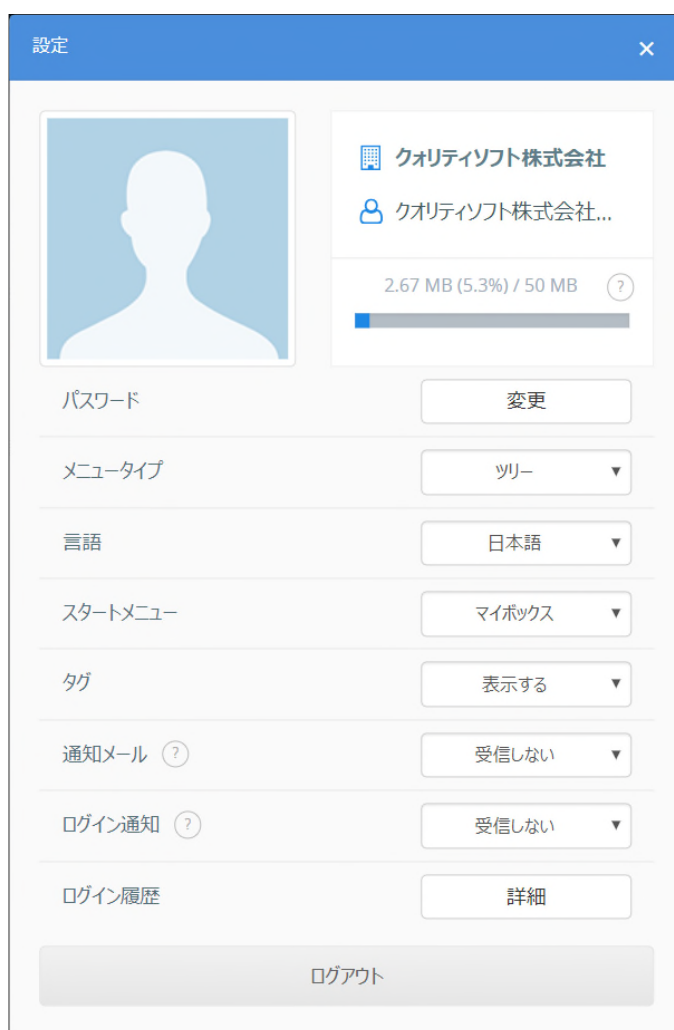 設定 ×
クォリティソフト株式会社
クオリティソフト株式会社...
2.67 MB (5.3%) / 50 MB ?
パスワード 変更
メニュータイプ ツリー ▼
言語 日本語 ▼
スタートメニュー マイボックス ▼
タグ 表示する ▼
通知メール ? 受信しない ▼
ログイン通知 ? 受信しない ▼
ログイン履歴 詳細
ログアウト